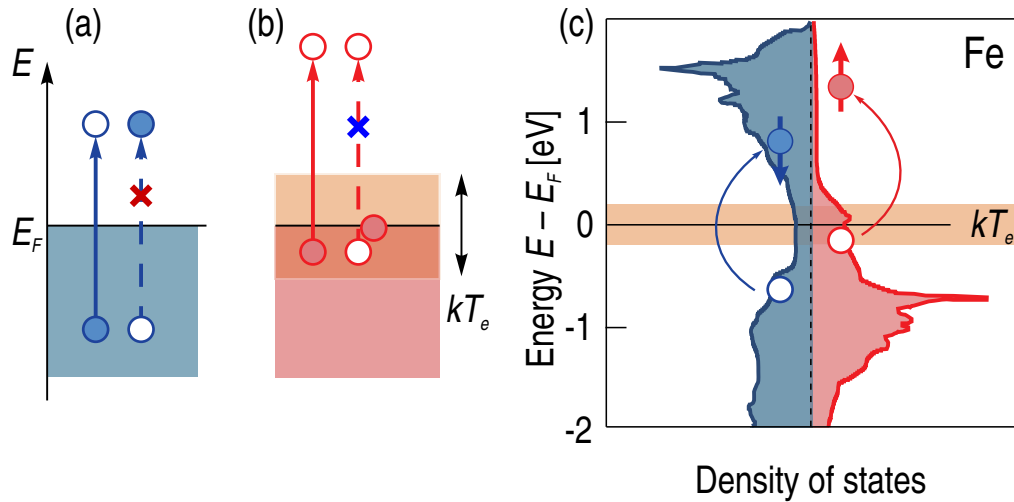 (a)
(b)
(c)
E
E_F
kT_e
Fe
Energy E – E_F [eV]
1
0
-1
-2
kT_e
Density of states